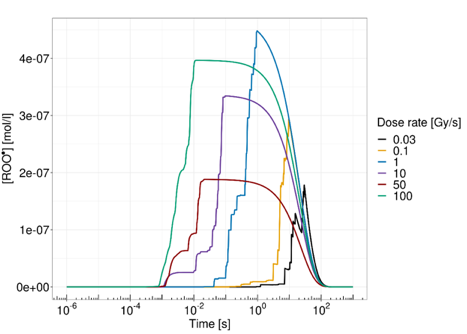 4e-07
3e-07
2e-07
1e-07
0e+00
[ROO•] [mol/l]
10-6 10-4 10-2 100 102
Time [s]
Dose rate [Gy/s]
0.03
0.1
1
10
50
100